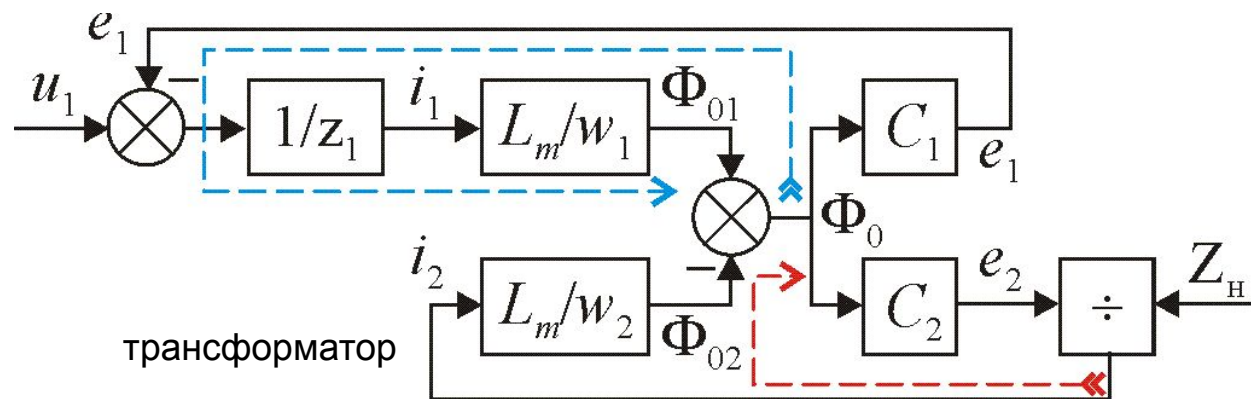 e₁
u₁
−
1/z₁
i₁
Lₘ/w₁
Φ₀₁
C₁
e₁
Φ₀
i₂
Lₘ/w₂
−
Φ₀₂
C₂
e₂
÷
Zн
трансформатор